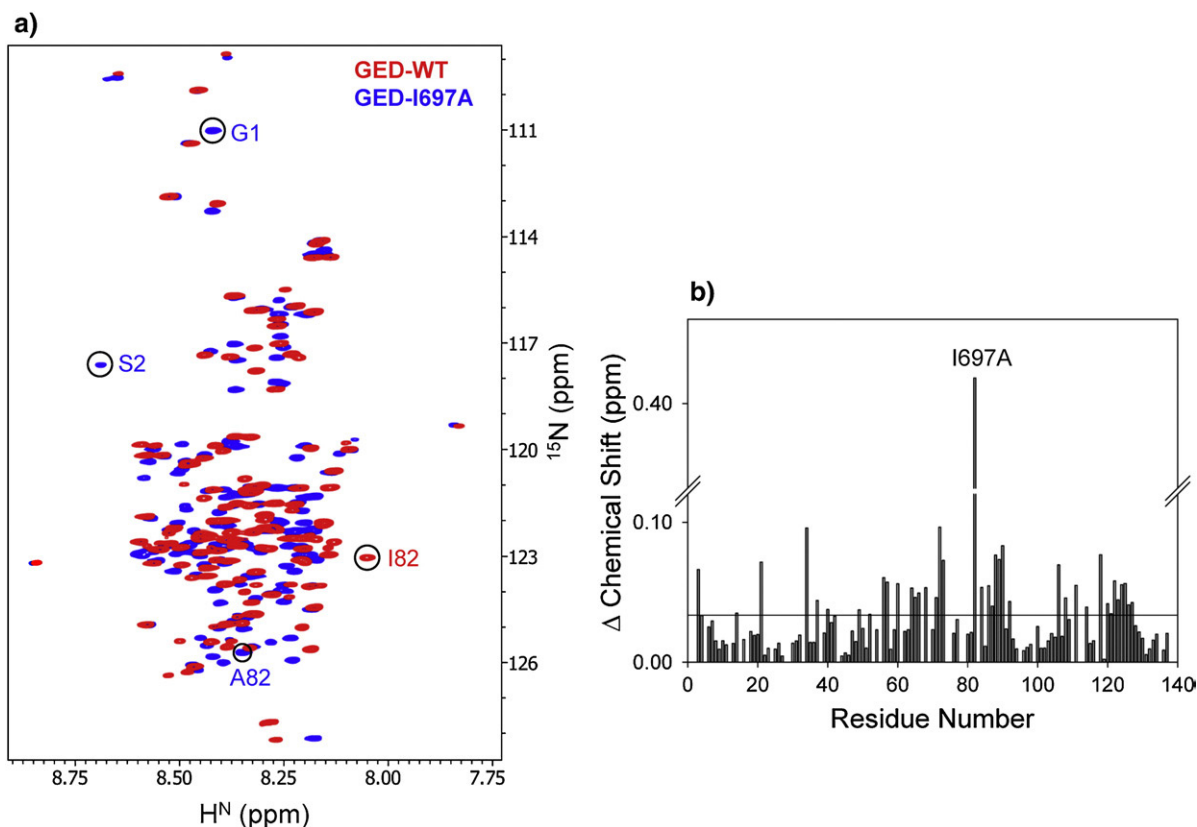 a)
GED-WT
GED-I697A
G1
S2
I82
A82
111
114
117
120
123
126
¹⁵N (ppm)
8.75
8.50
8.25
8.00
7.75
Hᴺ (ppm)
b)
I697A
0.40
0.10
0.00
Δ Chemical Shift (ppm)
0
20
40
60
80
100
120
140
Residue Number